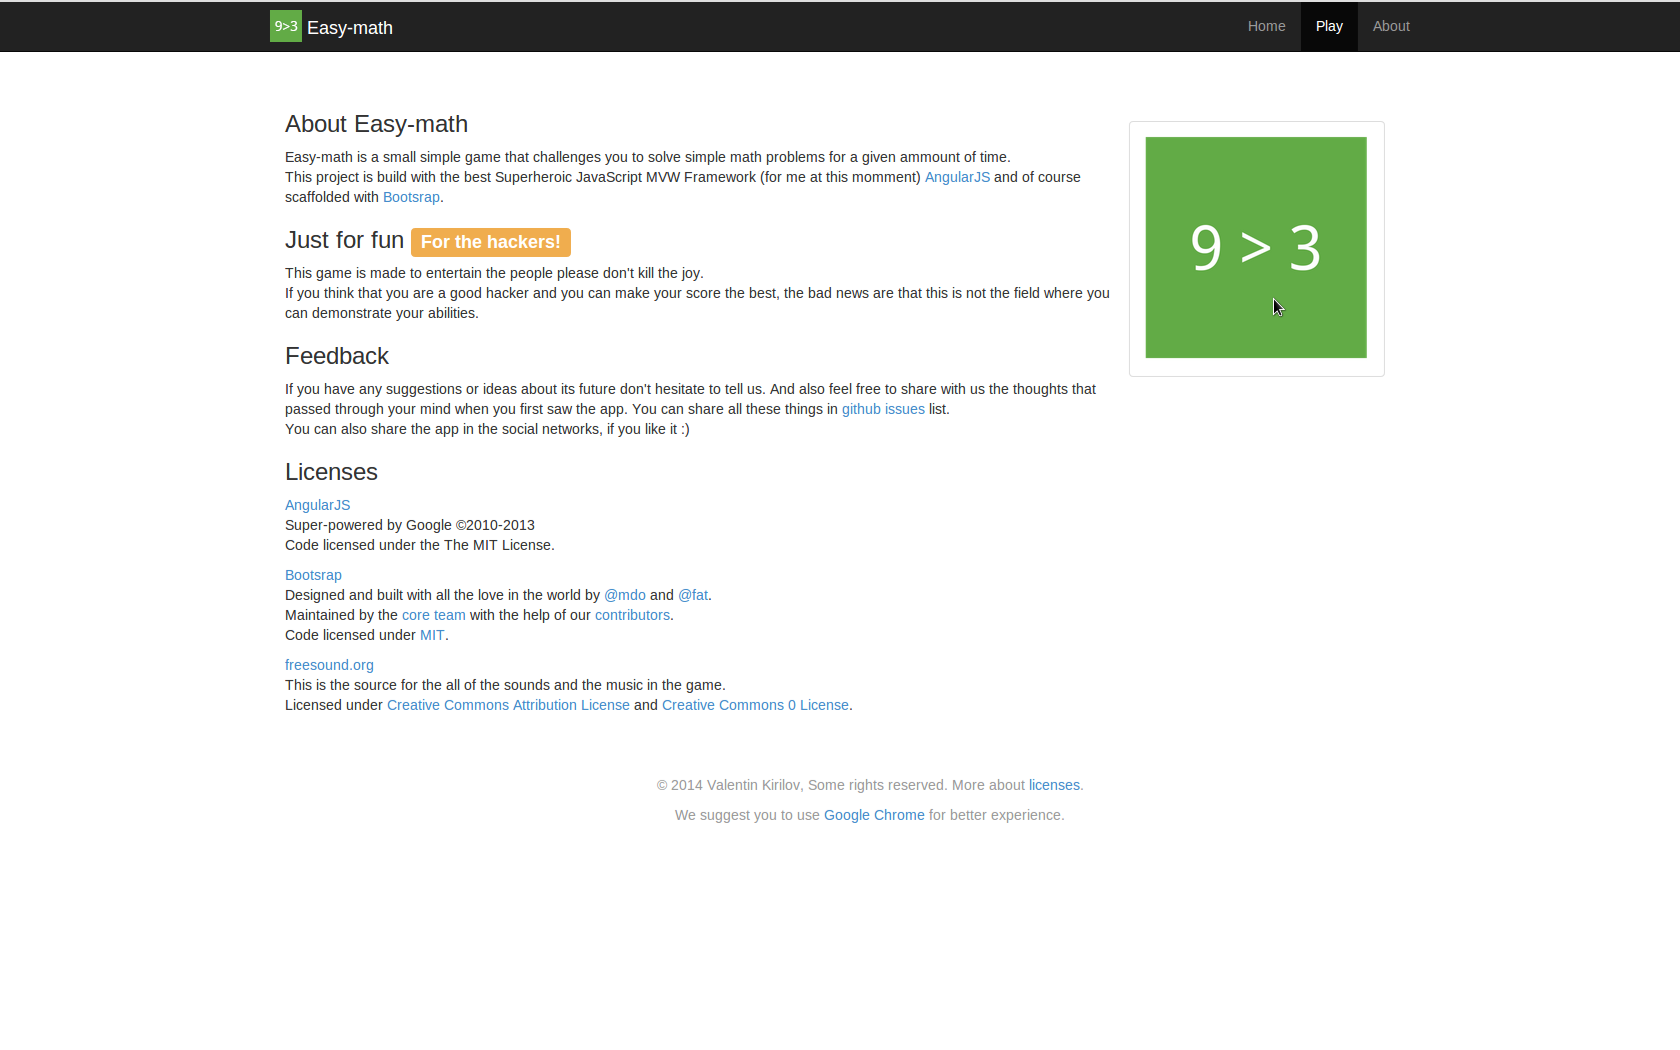 9>3 Easy-math Home Play About
About Easy-math
Easy-math is a small simple game that challenges you to solve simple math problems for a given ammount of time.
This project is build with the best Superheroic JavaScript MVW Framework (for me at this momment) AngularJS and of course
scaffolded with Bootsrap.
9 > 3
Just for fun For the hackers!
This game is made to entertain the people please don't kill the joy.
If you think that you are a good hacker and you can make your score the best, the bad news are that this is not the field where you
can demonstrate your abilities.
Feedback
If you have any suggestions or ideas about its future don't hesitate to tell us. And also feel free to share with us the thoughts that
passed through your mind when you first saw the app. You can share all these things in github issues list.
You can also share the app in the social networks, if you like it :)
Licenses
AngularJS
Super-powered by Google ©2010-2013
Code licensed under the The MIT License.
Bootsrap
Designed and built with all the love in the world by @mdo and @fat.
Maintained by the core team with the help of our contributors.
Code licensed under MIT.
freesound.org
This is the source for the all of the sounds and the music in the game.
Licensed under Creative Commons Attribution License and Creative Commons 0 License.
© 2014 Valentin Kirilov, Some rights reserved. More about licenses.
We suggest you to use Google Chrome for better experience.